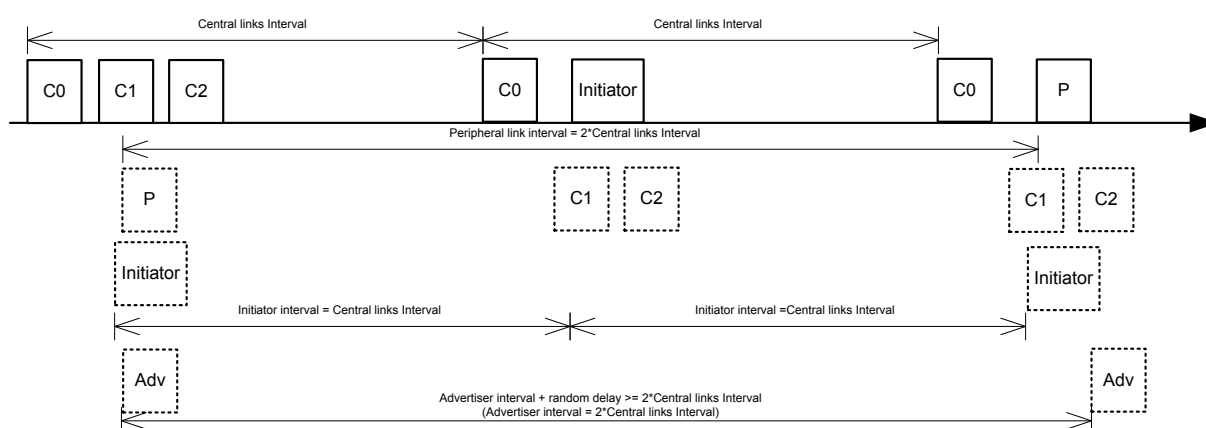 Central links Interval
Central links Interval
C0
C1
C2
C0
Initiator
C0
P
Peripheral link interval = 2*Central links Interval
P
C1
C2
C1
C2
Initiator
Initiator
Initiator interval = Central links Interval
Initiator interval =Central links Interval
Adv
Adv
Advertiser interval + random delay >= 2*Central links Interval
(Advertiser interval = 2*Central links Interval)